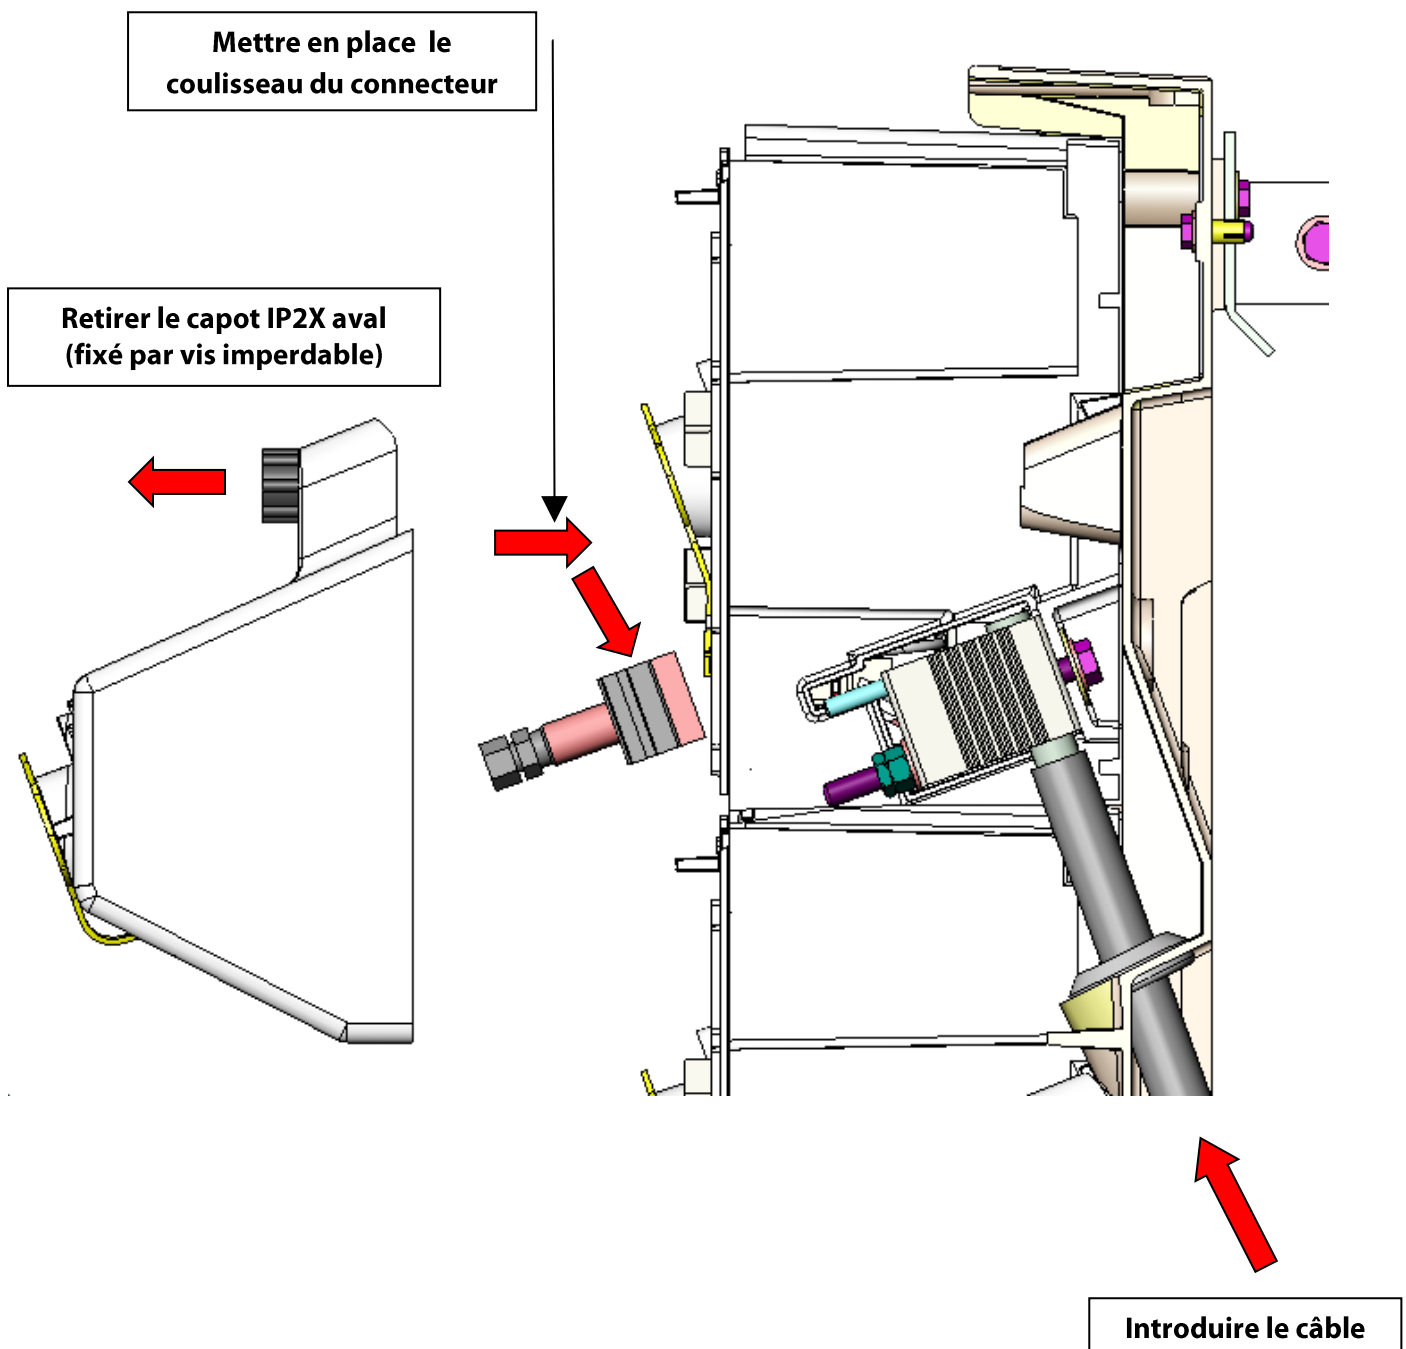 Mettre en place le
coulisseau du connecteur
Retirer le capot IP2X aval
(fixé par vis imperdable)
Introduire le câble